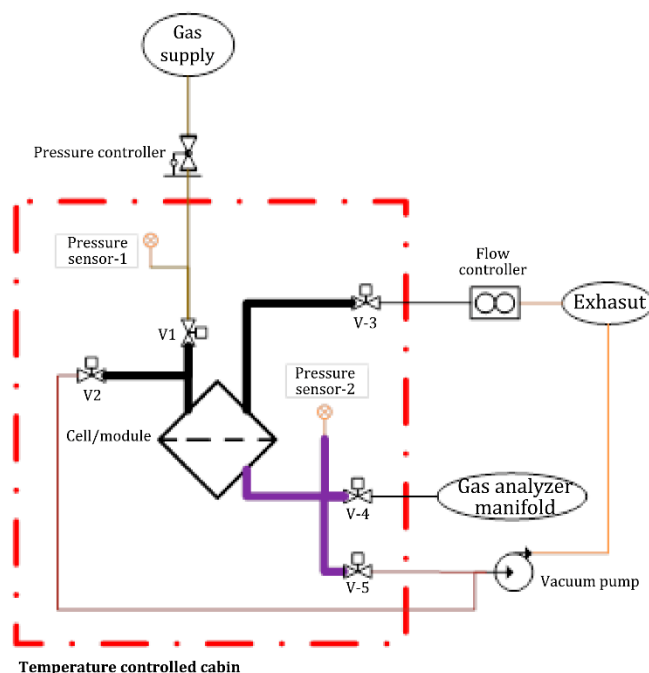 Gas
supply
Pressure controller
Pressure
sensor-1
Flow
controller
Exhasut
V1
V-3
Pressure
sensor-2
V2
Cell/module
Gas analyzer
manifold
V-4
V-5
Vacuum pump
Temperature controlled cabin